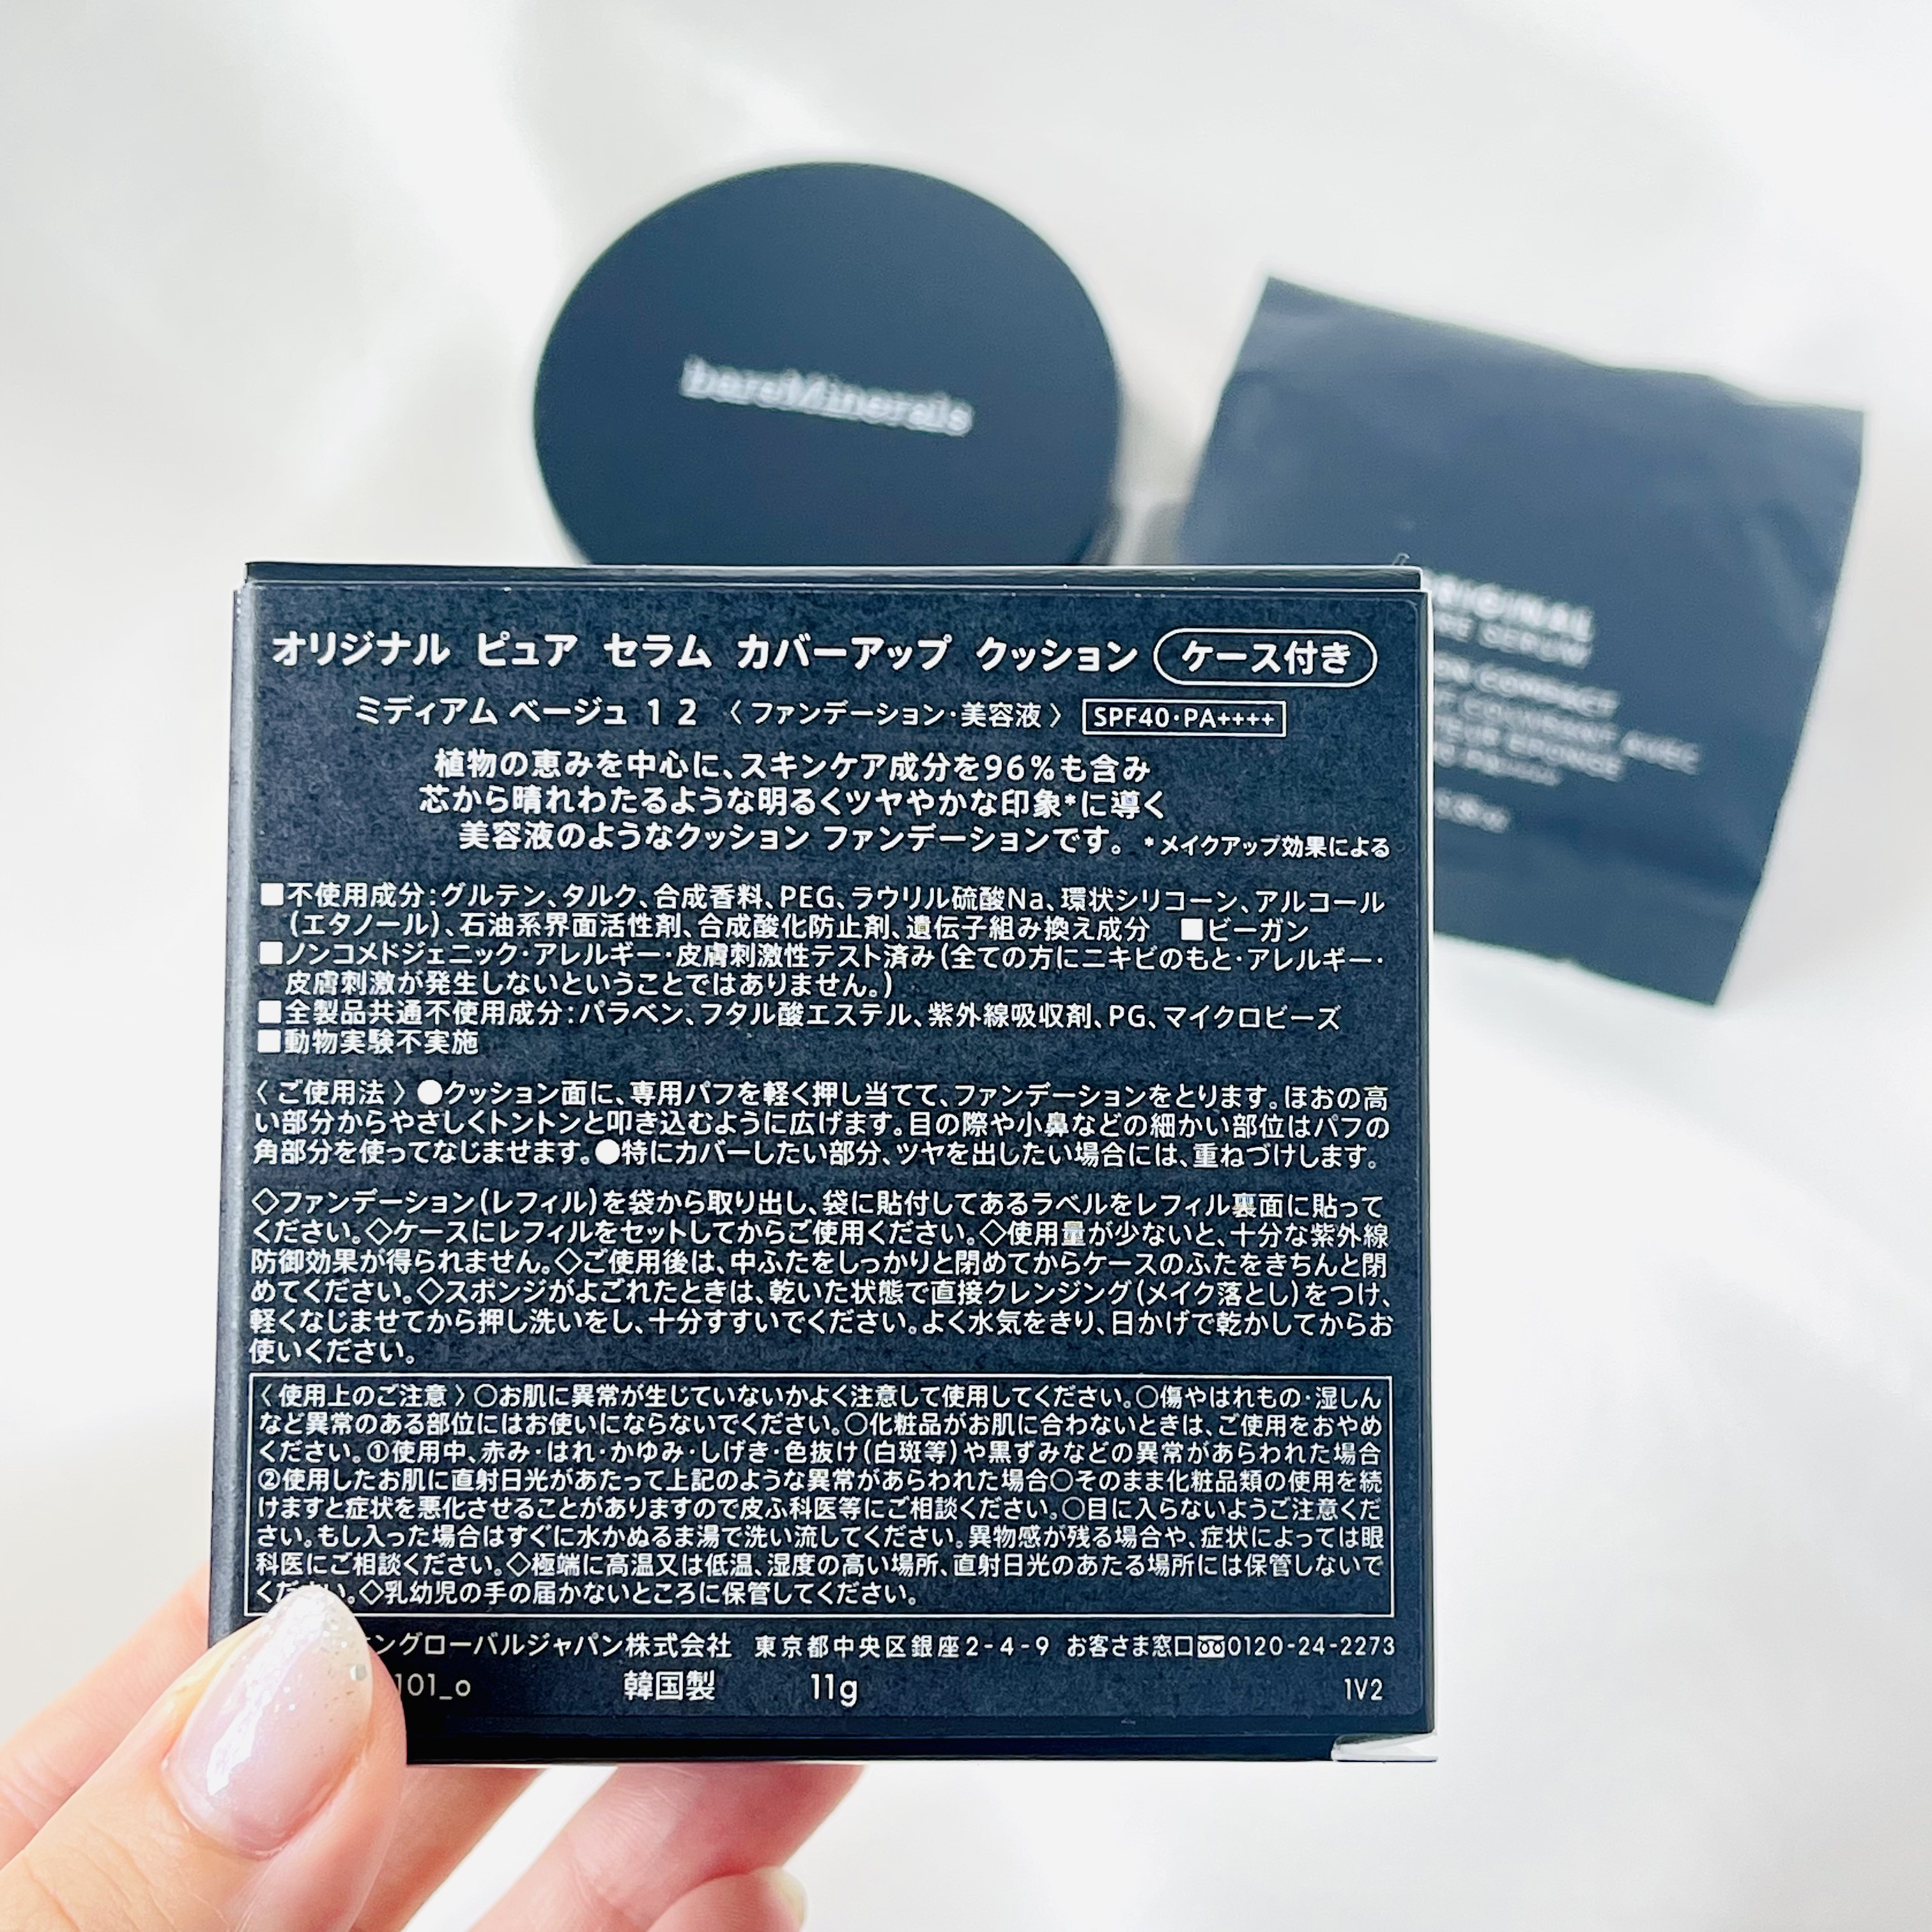 bareMinerals
ORIGINAL
SERUM
COMPACT
COUVRANT AVEC
EPONCE
オリジナル ピュア セラム カバーアップ クッション ケース付き
ミディアム ベージュ 12 〈ファンデーション・美容液〉 SPF40・PA++++
植物の恵みを中心に、スキンケア成分を96%も含み
芯から晴れわたるような明るくツヤやかな印象*に導く
美容液のようなクッション ファンデーションです。 *メイクアップ効果による
■不使用成分:グルテン、タルク、合成香料、PEG、ラウリル硫酸Na、環状シリコーン、アルコール
(エタノール)、石油系界面活性剤、合成酸化防止剤、遺伝子組み換え成分 ■ビーガン
■ノンコメドジェニック・アレルギー・皮膚刺激性テスト済み(全ての方にニキビのもと・アレルギー・
皮膚刺激が発生しないということではありません。)
■全製品共通不使用成分:パラベン、フタル酸エステル、紫外線吸収剤、PG、マイクロビーズ
■動物実験不実施
〈ご使用法〉●クッション面に、専用パフを軽く押し当てて、ファンデーションをとります。ほおの高
い部分からやさしくトントンと叩き込むように広げます。目の際や小鼻などの細かい部位はパフの
角部分を使ってなじませます。●特にカバーしたい部分、ツヤを出したい場合には、重ねづけします。
◇ファンデーション(レフィル)を袋から取り出し、袋に貼付してあるラベルをレフィル裏面に貼って
ください。◇ケースにレフィルをセットしてからご使用ください。◇使用量が少ないと、十分な紫外線
防御効果が得られません。◇ご使用後は、中ふたをしっかりと閉めてからケースのふたをきちんと閉
めてください。◇スポンジがよごれたときは、乾いた状態で直接クレンジング(メイク落とし)をつけ、
軽くなじませてから押し洗いをし、十分すすいでください。よく水気をきり、日かげで乾かしてからお
使いください。
〈使用上のご注意〉○お肌に異常が生じていないかよく注意して使用してください。○傷やはれもの・湿しん
など異常のある部位にはお使いにならないでください。○化粧品がお肌に合わないときは、ご使用をおやめ
ください。①使用中、赤み・はれ・かゆみ・しげき・色抜け(白斑等)や黒ずみなどの異常があらわれた場合
②使用したお肌に直射日光があたって上記のような異常があらわれた場合○そのまま化粧品類の使用を続
けますと症状を悪化させることがありますので皮ふ科医等にご相談ください。○目に入らないようご注意くだ
さい。もし入った場合はすぐに水かぬるま湯で洗い流してください。異物感が残る場合や、症状によっては眼
科医にご相談ください。◇極端に高温又は低温、湿度の高い場所、直射日光のあたる場所には保管しないで
ください。◇乳幼児の手の届かないところに保管してください。
ングローバルジャパン株式会社 東京都中央区銀座2-4-9 お客さま窓口 0120-24-2273
101_o 韓国製 11g 1V2